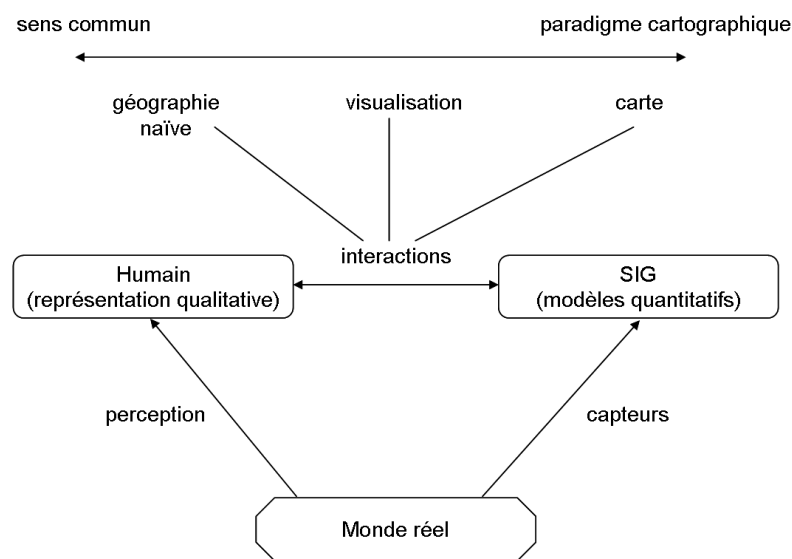 sens commun
paradigme cartographique
géographie
naïve
visualisation
carte
interactions
Humain
(représentation qualitative)
SIG
(modèles quantitatifs)
perception
capteurs
Monde réel